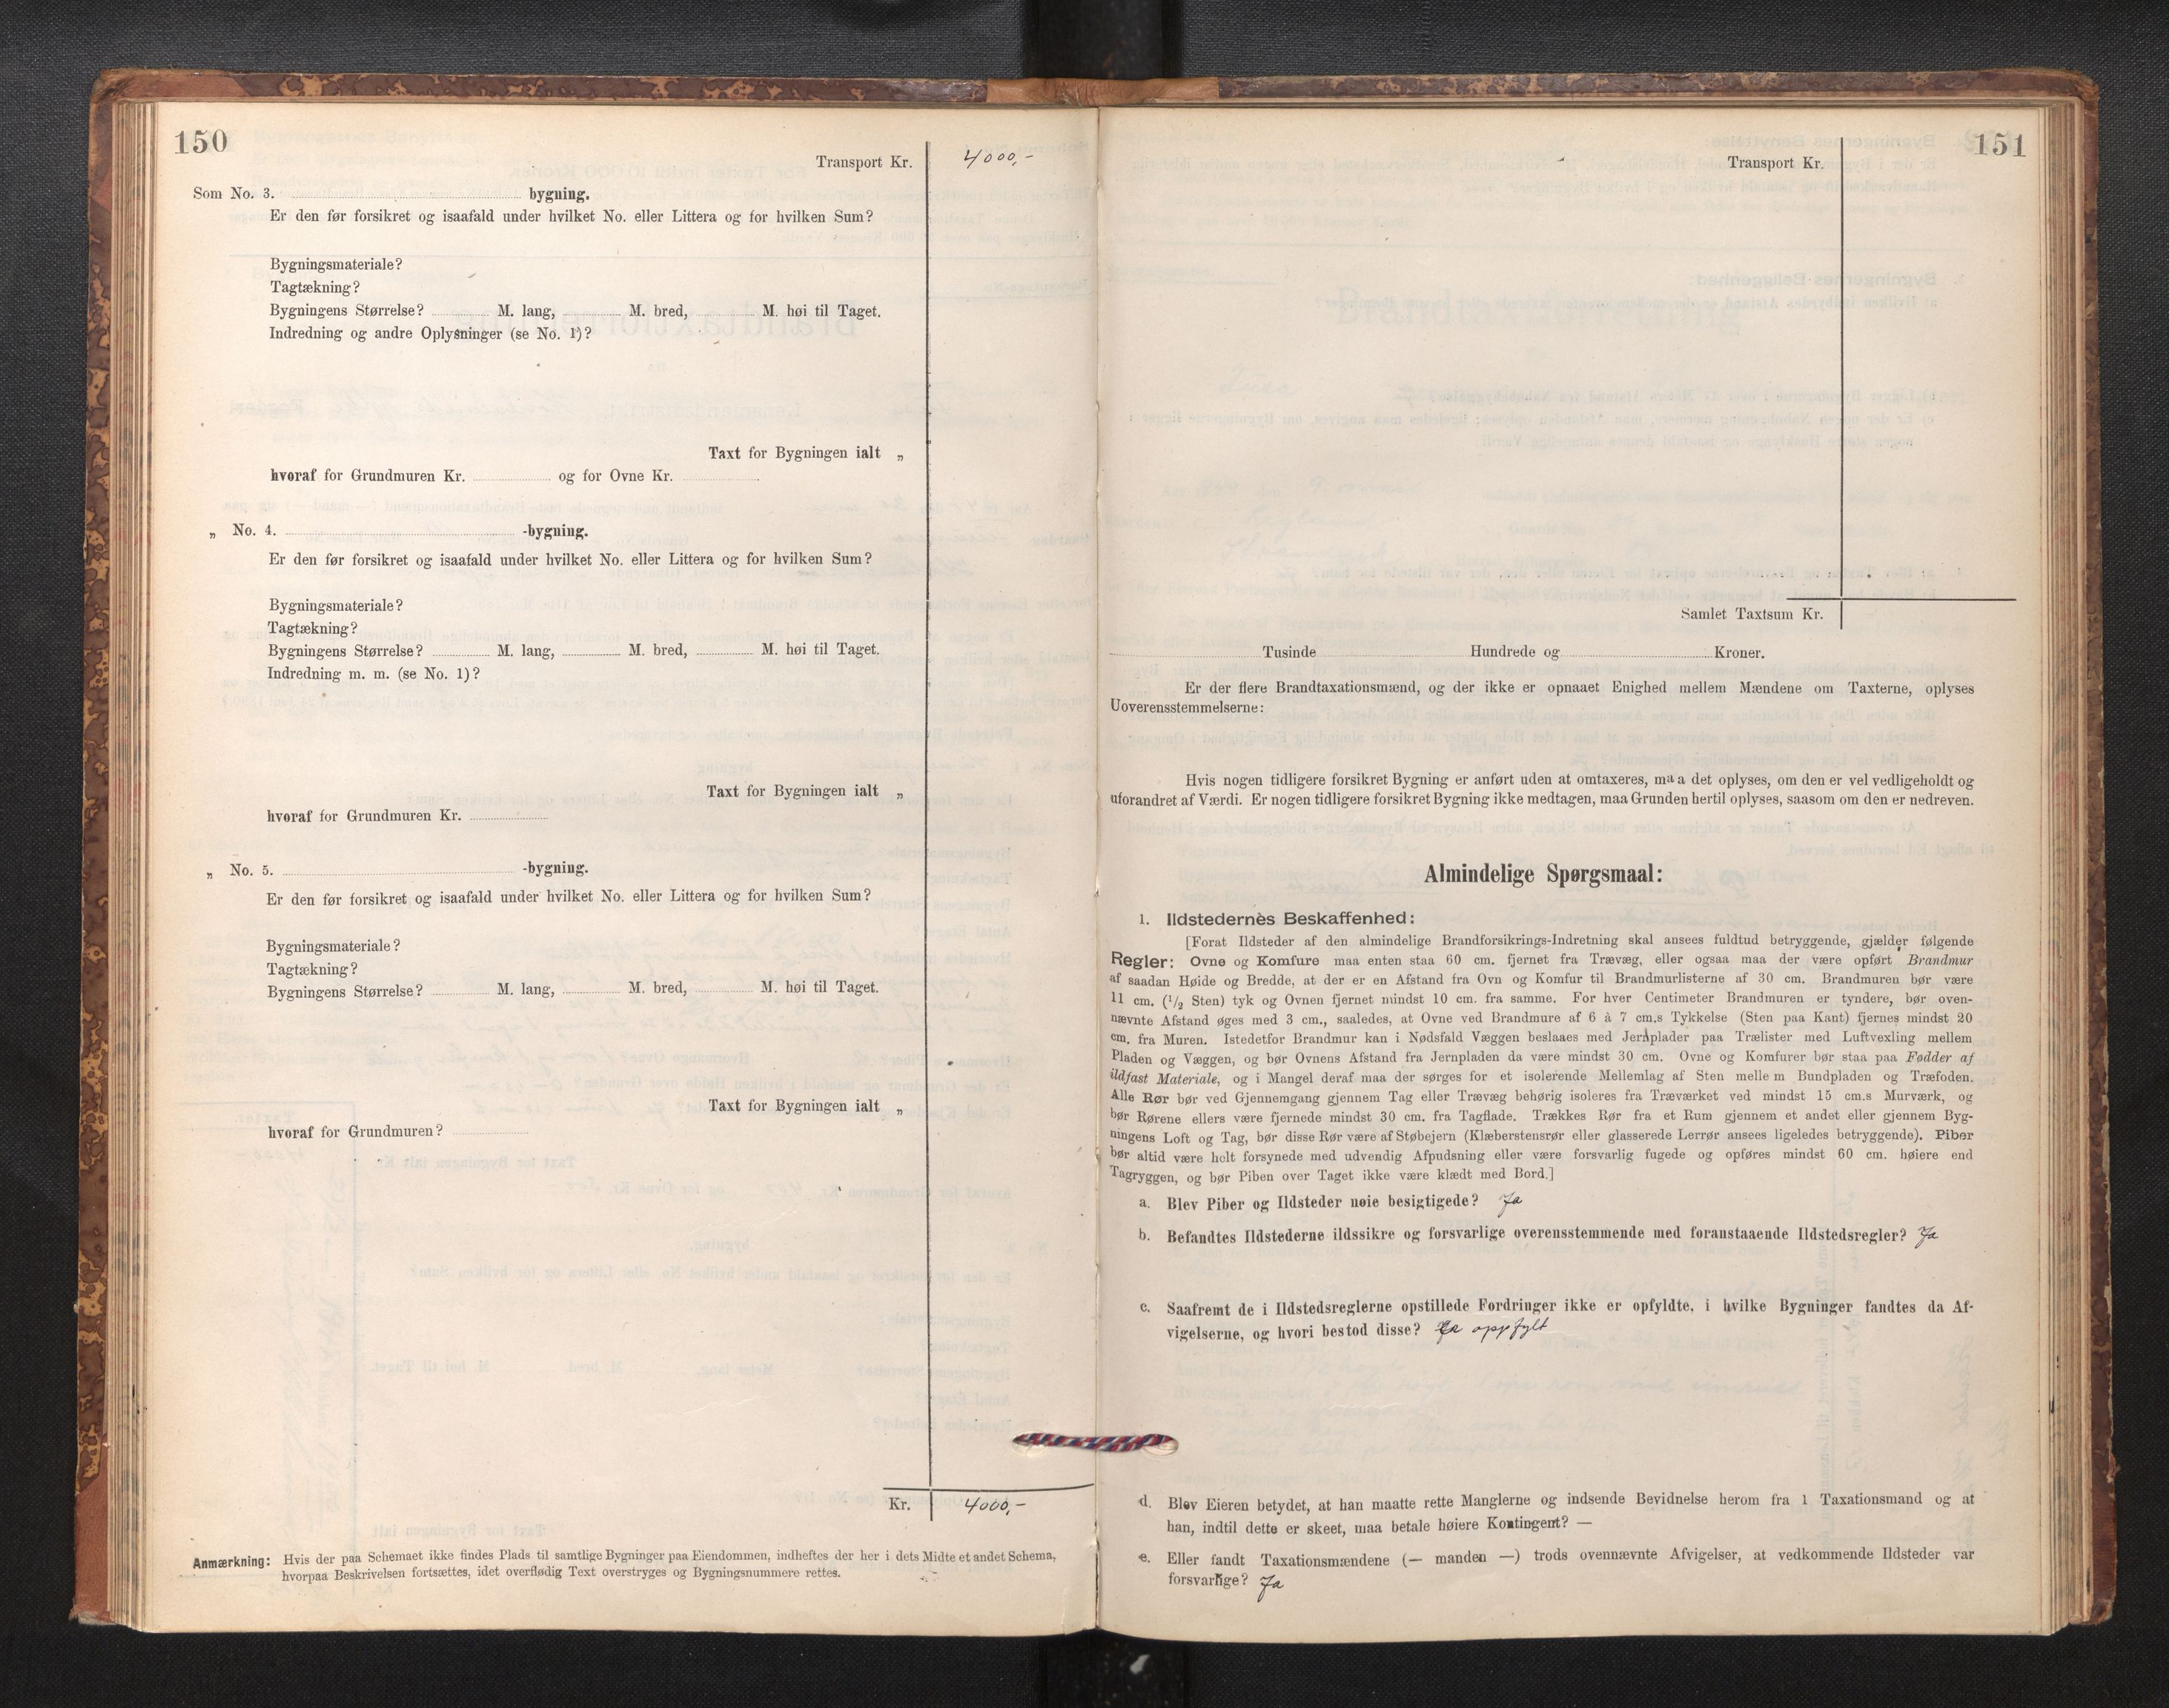 150
Transport Kr. 4000,-
Som No. 3. bygning.
Er den før forsikret og isaafald under hvilket No. eller Littera og for hvilken Sum?
Bygningsmateriale?
Tagtækning?
Bygningens Størrelse? M. lang, M. bred, M. høi til Taget.
Indredning og andre Oplysninger (se No. 1)?
Taxt for Bygningen ialt „
hvoraf for Grundmuren Kr. og for Ovne Kr.
„ No. 4. -bygning.
Er den før forsikret og isaafald under hvilket No. eller Littera og for hvilken Sum?
Bygningsmateriale?
Tagtækning?
Bygningens Størrelse? M. lang, M. bred, M. høi til Taget.
Indredning m. m. (se No. 1)?
Taxt for Bygningen ialt „
hvoraf for Grundmuren Kr.
„ No. 5. -bygning.
Er den før forsikret og isaafald under hvilket No. eller Littera og for hvilken Sum?
Bygningsmateriale?
Tagtækning?
Bygningens Størrelse? M. lang, M. bred, M. høi til Taget.
Taxt for Bygningen ialt „
hvoraf for Grundmuren?
Kr. 4000,-
Anmærkning: Hvis der paa Schemaet ikke findes Plads til samtlige Bygninger paa Eiendommen, indheftes der her i dets Midte et andet Schema,
hvorpaa Beskrivelsen fortsættes, idet overflødig Text overstryges og Bygningsnummere rettes.
151
Transport Kr.
Samlet Taxtsum Kr.
Tusinde Hundrede og Kroner.
Er der flere Brandtaxationsmænd, og der ikke er opnaaet Enighed mellem Mændene om Taxterne, oplyses
Uoverensstemmelserne:
Hvis nogen tidligere forsikret Bygning er anført uden at omtaxeres, maa det oplyses, om den er vel vedligeholdt og
uforandret af Værdi. Er nogen tidligere forsikret Bygning ikke medtagen, maa Grunden hertil oplyses, saasom om den er nedreven.
Almindelige Spørgsmaal:
1. Ildstedernes Beskaffenhed:
[Forat Ildsteder af den almindelige Brandforsikrings-Indretning skal ansees fuldtud betryggende, gjælder følgende
Regler: Ovne og Komfure maa enten staa 60 cm. fjernet fra Trævæg, eller ogsaa maa der være opført Brandmur
af saadan Høide og Bredde, at der er en Afstand fra Ovn og Komfur til Brandmurlisterne af 30 cm. Brandmuren bør være
11 cm. (1/2 Sten) tyk og Ovnen fjernet mindst 10 cm. fra samme. For hver Centimeter Brandmuren er tyndere, bør oven-
nævnte Afstand øges med 3 cm., saaledes, at Ovne ved Brandmure af 6 à 7 cm.s Tykkelse (Sten paa Kant) fjernes mindst 20
cm. fra Muren. Istedetfor Brandmur kan i Nødsfald Væggen beslaaes med Jernplader paa Trælister med Luftvexling mellem
Pladen og Væggen, og bør Ovnens Afstand fra Jernpladen da være mindst 30 cm. Ovne og Komfurer bør staa paa Fødder af
ildfast Materiale, og i Mangel deraf maa der sørges for et isolerende Mellemlag af Sten mellem Bundpladen og Træfoden.
Alle Rør bør ved Gjennemgang gjennem Tag eller Trævæg behørig isoleres fra Træværket ved mindst 15 cm.s Murværk, og
bør Rørene ellers være fjernede mindst 30 cm. fra Tagflade. Trækkes Rør fra et Rum gjennem et andet eller gjennem Byg-
ningens Loft og Tag, bør disse Rør være af Støbejern (Klæberstensrør eller glasserede Lerrør ansees ligeledes betryggende). Piber
bør altid være helt forsynede med udvendig Afpudsning eller være forsvarlig fugede og opføres mindst 60 cm. høiere end
Tagryggen, og bør Piben over Taget ikke være klædt med Bord.]
a. Blev Piber og Ildsteder nøie besigtigede? Ja
b. Befandtes Ildstederne ildssikre og forsvarlige overensstemmende med foranstaaende Ildstedsregler? Ja
c. Saafremt de i Ildstedsreglerne opstillede Fordringer ikke er opfyldte, i hvilke Bygninger fandtes da Af-
vigelserne, og hvori bestod disse? Er oppfylt
d. Blev Eieren betydet, at han maatte rette Manglerne og indsende Bevidnelse herom fra 1 Taxationsmand og at
han, indtil dette er skeet, maa betale høiere Kontingent? —
e. Eller fandt Taxationsmændene (— manden —) trods ovennævnte Afvigelser, at vedkommende Ildsteder var
forsvarlige? Ja